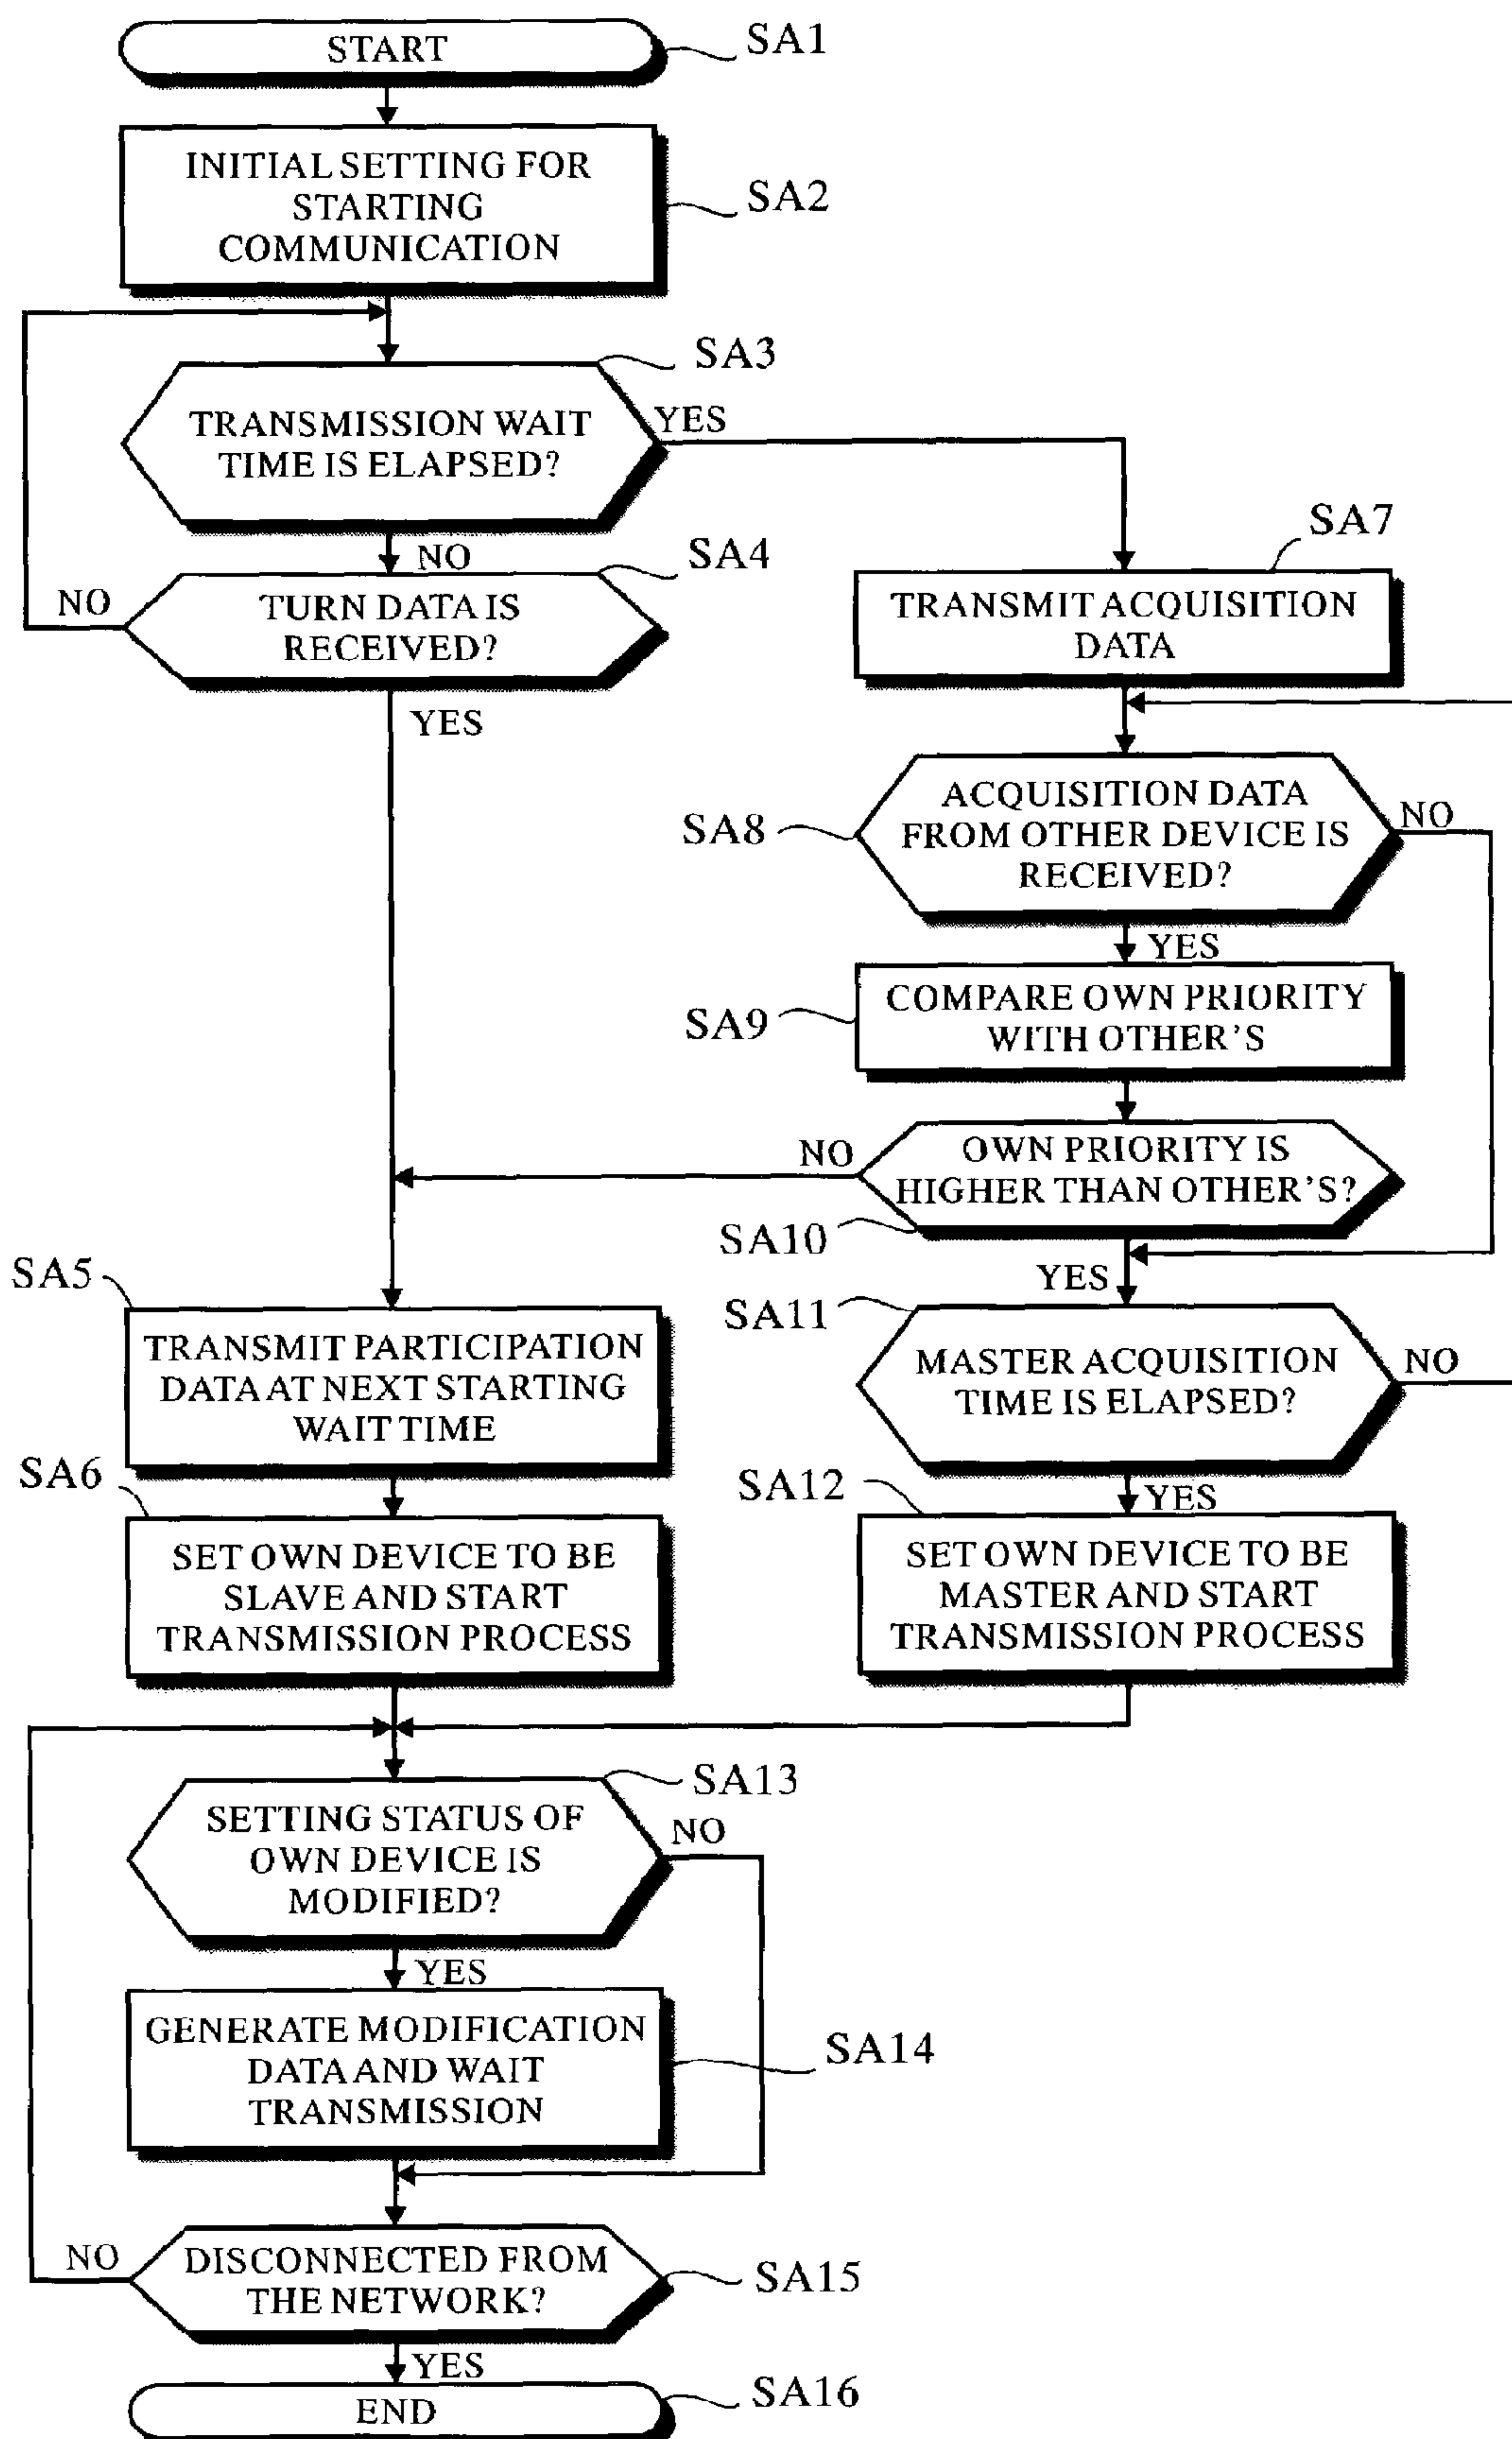 START
SA1
INITIAL SETTING FOR
STARTING
COMMUNICATION
SA2
SA3
TRANSMISSION WAIT
TIME IS ELAPSED?
YES
NO
SA4
TURN DATA IS
RECEIVED?
NO
YES
SA7
TRANSMIT ACQUISITION
DATA
SA8
ACQUISITION DATA
FROM OTHER DEVICE IS
RECEIVED?
NO
YES
SA9
COMPARE OWN PRIORITY
WITH OTHER'S
NO
OWN PRIORITY IS
HIGHER THAN OTHER'S?
SA10
YES
SA5
TRANSMIT PARTICIPATION
DATA AT NEXT STARTING
WAIT TIME
SA11
MASTER ACQUISITION
TIME IS ELAPSED?
NO
YES
SA6
SET OWN DEVICE TO BE
SLAVE AND START
TRANSMISSION PROCESS
SA12
SET OWN DEVICE TO BE
MASTER AND START
TRANSMISSION PROCESS
SA13
SETTING STATUS OF
OWN DEVICE IS
MODIFIED?
NO
YES
GENERATE MODIFICATION
DATA AND WAIT
TRANSMISSION
SA14
NO
DISCONNECTED FROM
THE NETWORK?
SA15
YES
END
SA16